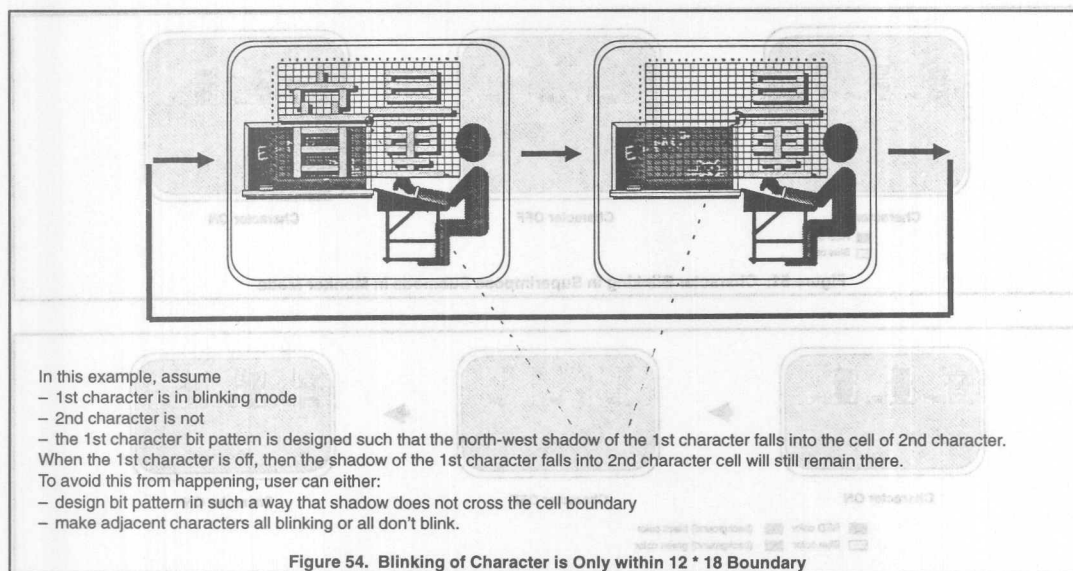 In this example, assume
– 1st character is in blinking mode
– 2nd character is not
– the 1st character bit pattern is designed such that the north-west shadow of the 1st character falls into the cell of 2nd character.
When the 1st character is off, then the shadow of the 1st character falls into 2nd character cell will still remain there.
To avoid this from happening, user can either:
– design bit pattern in such a way that shadow does not cross the cell boundary
– make adjacent characters all blinking or all don't blink.
Figure 54. Blinking of Character is Only within 12 * 18 Boundary